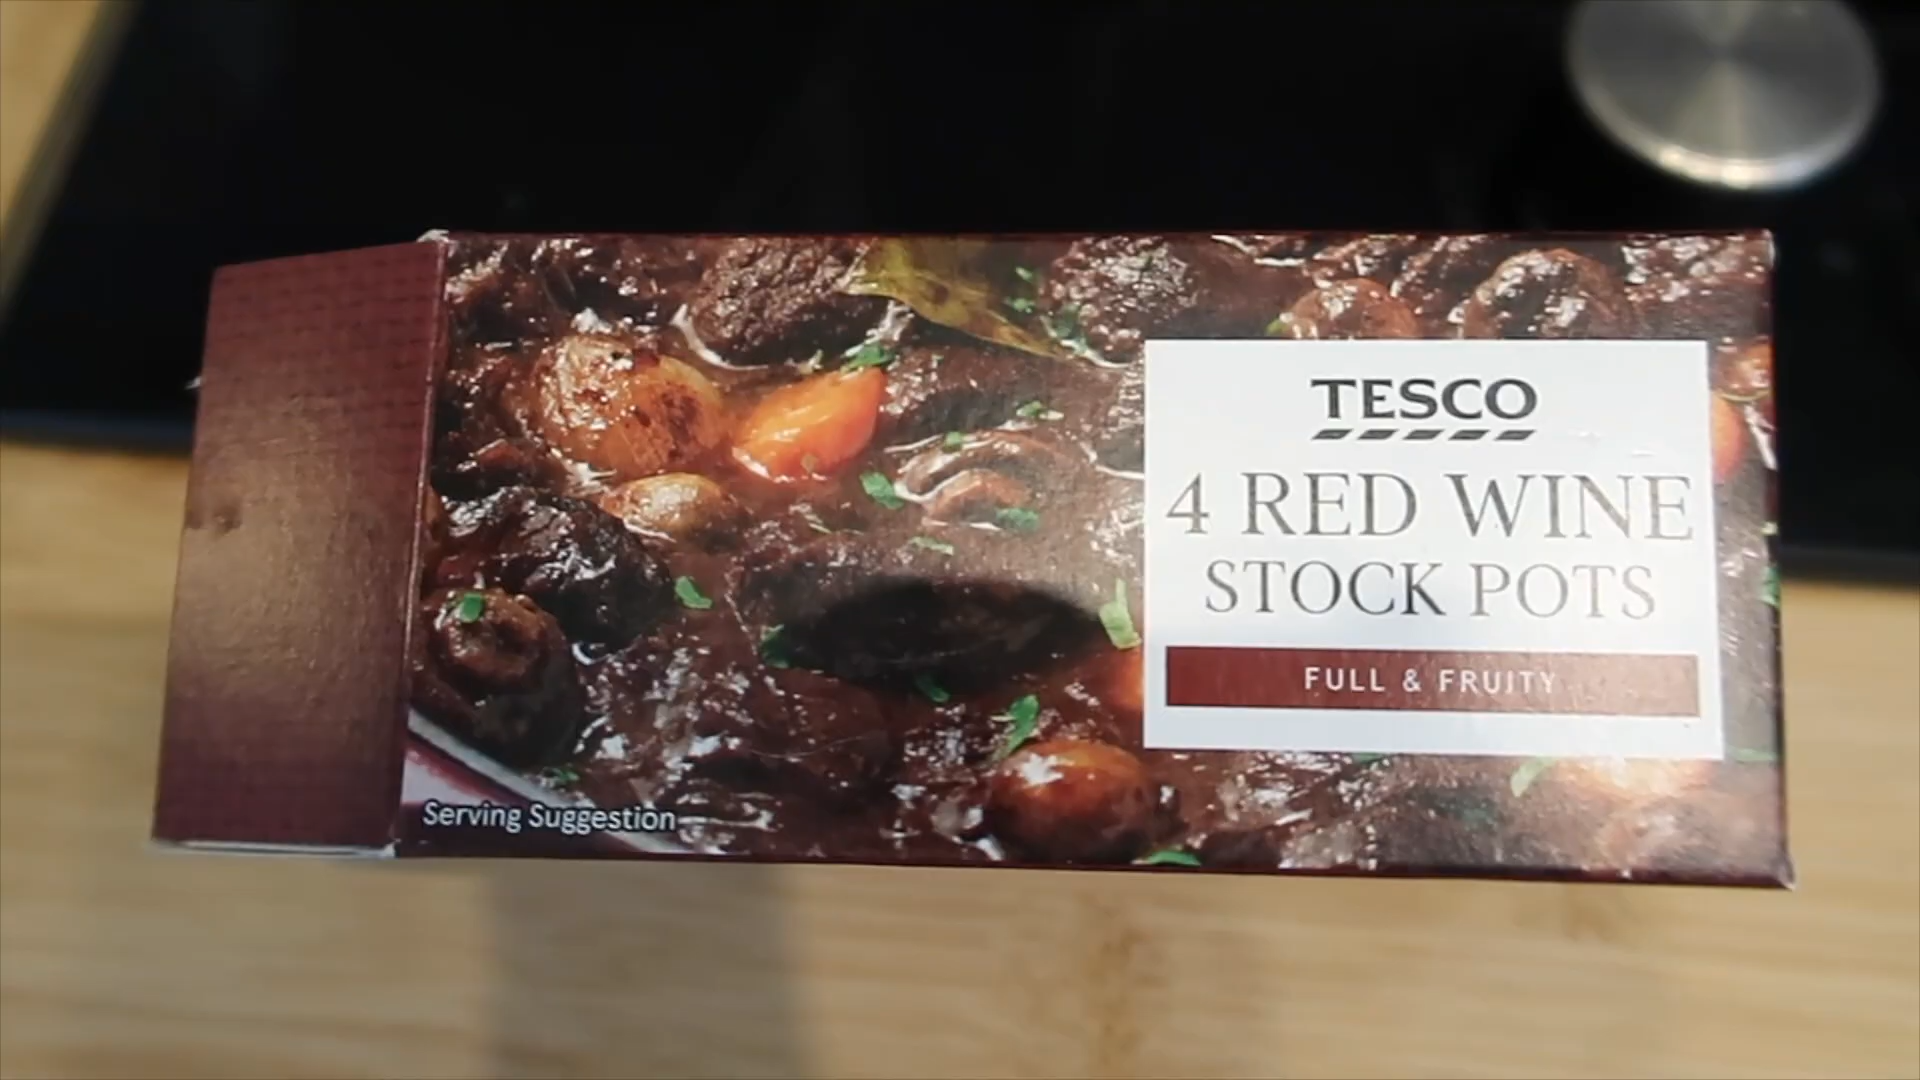 TESCO
4 RED WINE
STOCK POTS
FULL & FRUITY
Serving Suggestion